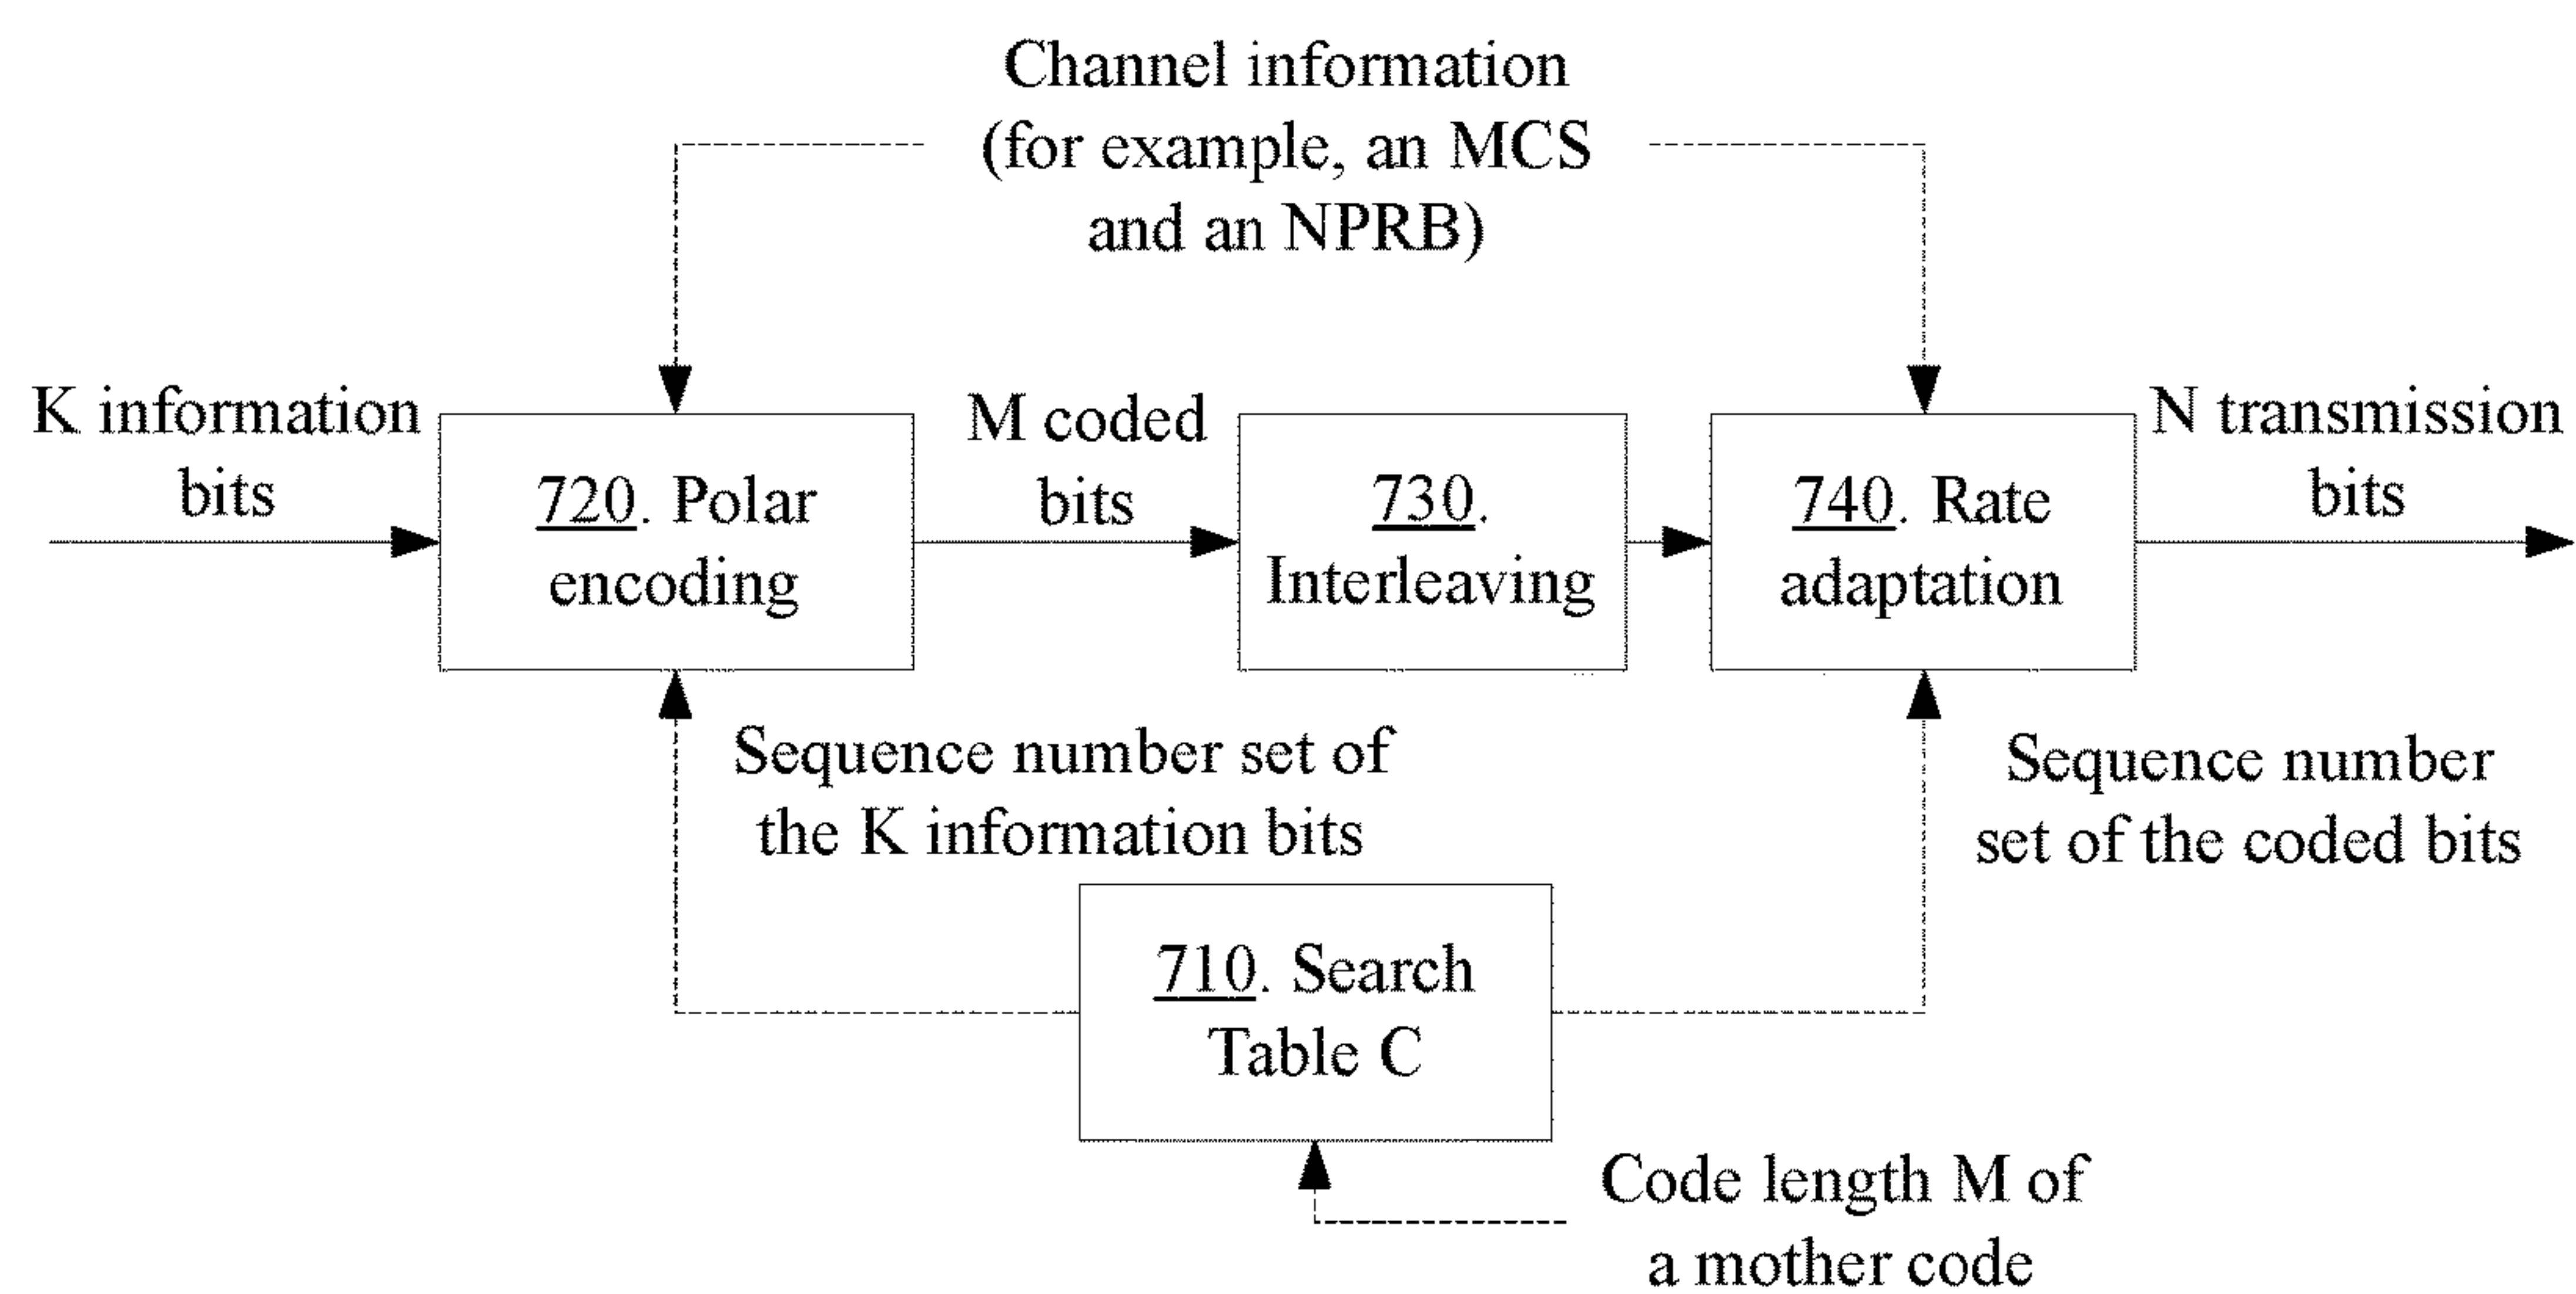 Channel information
(for example, an MCS
and an NPRB)
K information
bits
720. Polar
encoding
M coded
bits
730.
Interleaving
740. Rate
adaptation
N transmission
bits
Sequence number set of
the K information bits
Sequence number
set of the coded bits
710. Search
Table C
Code length M of
a mother code